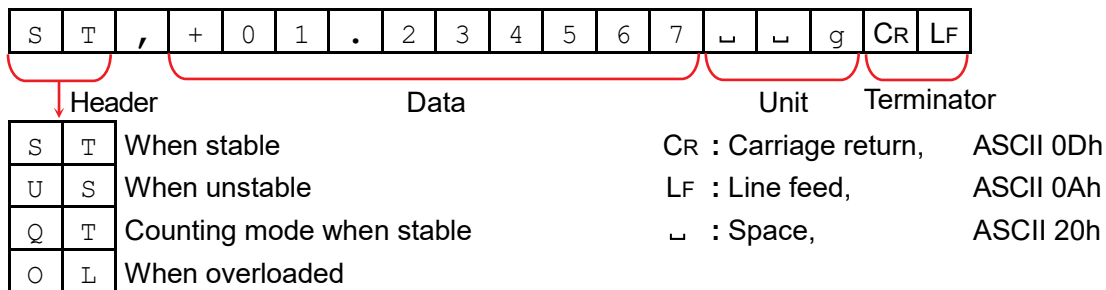 S T , + 0 1 . 2 3 4 5 6 7 ␣ ␣ g CR LF
Header Data Unit Terminator
S T When stable CR : Carriage return, ASCII 0Dh
U S When unstable LF : Line feed, ASCII 0Ah
Q T Counting mode when stable ␣ : Space, ASCII 20h
O L When overloaded